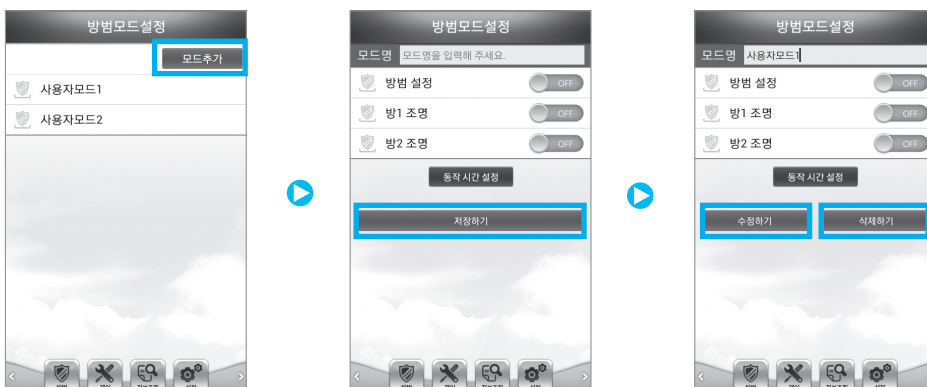 방범모드설정
모드추가
사용자모드1
사용자모드2
방범모드설정
모드명 모드명을 입력해 주세요.
방범 설정 OFF
방1 조명 OFF
방2 조명 OFF
동작 시간 설정
저장하기
방범모드설정
모드명 사용자모드1
방범 설정 OFF
방1 조명 OFF
방2 조명 OFF
동작 시간 설정
수정하기 삭제하기